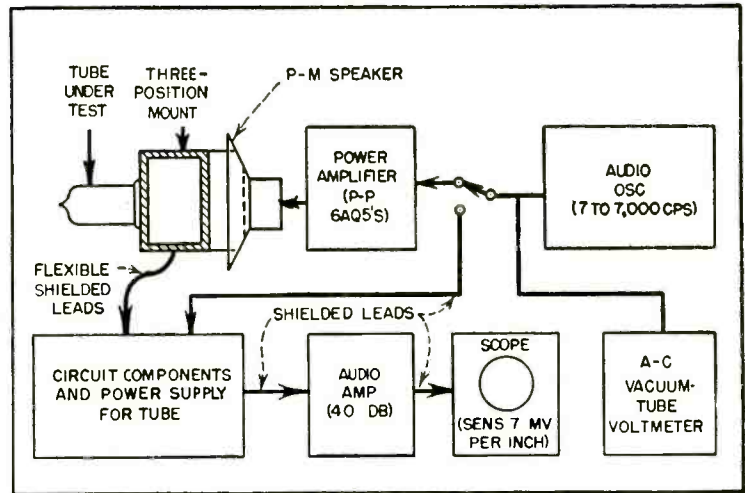 TUBE
UNDER
TEST
THREE-
POSITION
MOUNT
P-M SPEAKER
POWER
AMPLIFIER
(P-P
6AQ5'S)
AUDIO
OSC
(7 TO 7,000 CPS)
FLEXIBLE
SHIELDED
LEADS
SHIELDED LEADS
CIRCUIT COMPONENTS
AND POWER SUPPLY
FOR TUBE
AUDIO
AMP
(40 DB)
SCOPE
(SENS 7 MV
PER INCH)
A-C
VACUUM-
TUBE
VOLTMETER